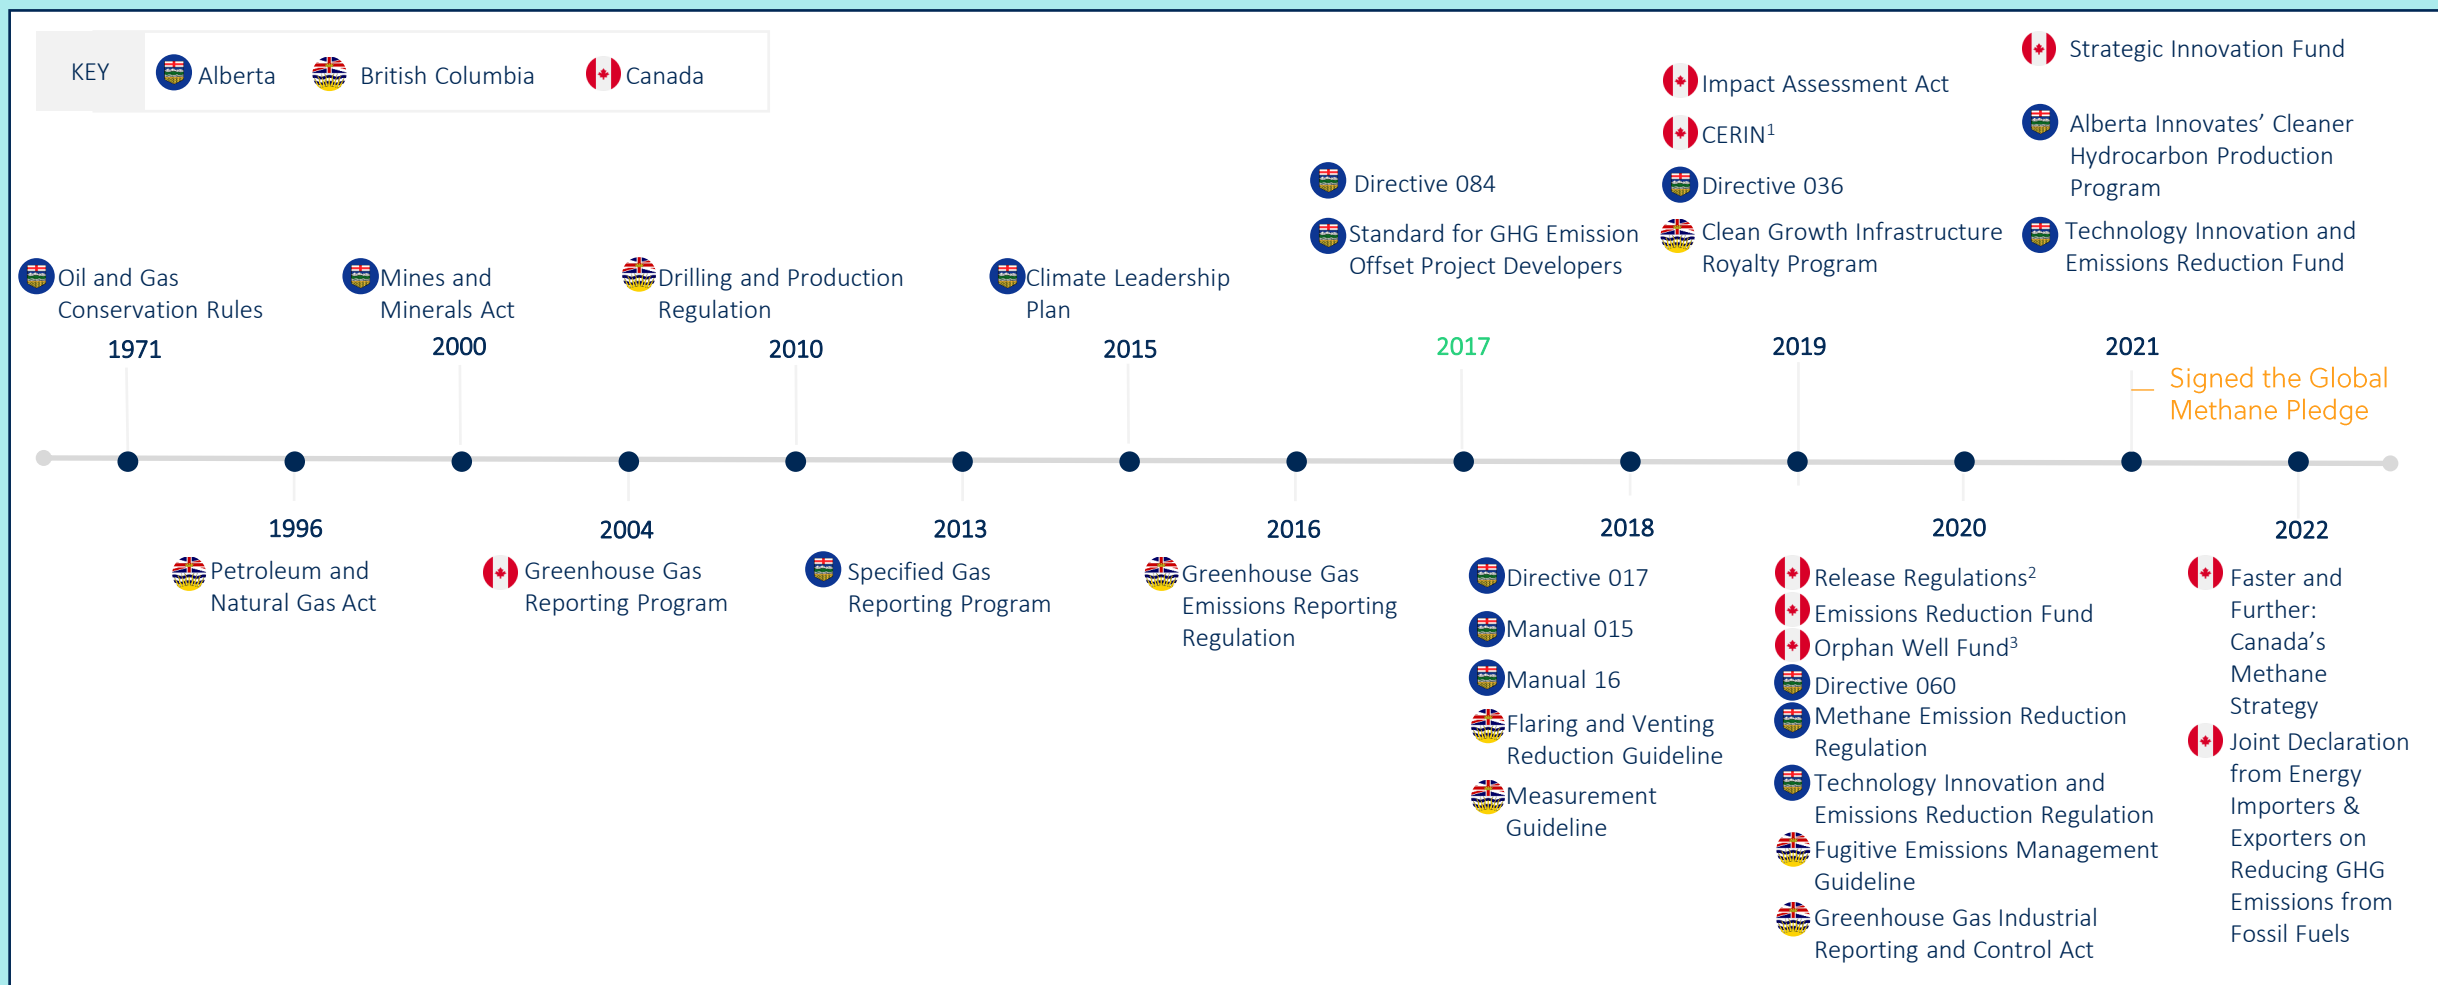 KEY
Alberta
British Columbia
Canada
Oil and Gas
Conservation Rules
1971
Mines and
Minerals Act
2000
Drilling and Production
Regulation
2010
Climate Leadership
Plan
2015
Directive 084
Standard for GHG Emission
Offset Project Developers
2017
Impact Assessment Act
CERIN¹
Directive 036
Clean Growth Infrastructure
Royalty Program
2019
Strategic Innovation Fund
Alberta Innovates’ Cleaner
Hydrocarbon Production
Program
Technology Innovation and
Emissions Reduction Fund
2021
Signed the Global
Methane Pledge
1996
Petroleum and
Natural Gas Act
2004
Greenhouse Gas
Reporting Program
2013
Specified Gas
Reporting Program
2016
Greenhouse Gas
Emissions Reporting
Regulation
2018
Directive 017
Manual 015
Manual 16
Flaring and Venting
Reduction Guideline
Measurement
Guideline
2020
Release Regulations²
Emissions Reduction Fund
Orphan Well Fund³
Directive 060
Methane Emission Reduction
Regulation
Technology Innovation and
Emissions Reduction Regulation
Fugitive Emissions Management
Guideline
Greenhouse Gas Industrial
Reporting and Control Act
2022
Faster and
Further:
Canada’s
Methane
Strategy
Joint Declaration
from Energy
Importers &
Exporters on
Reducing GHG
Emissions from
Fossil Fuels